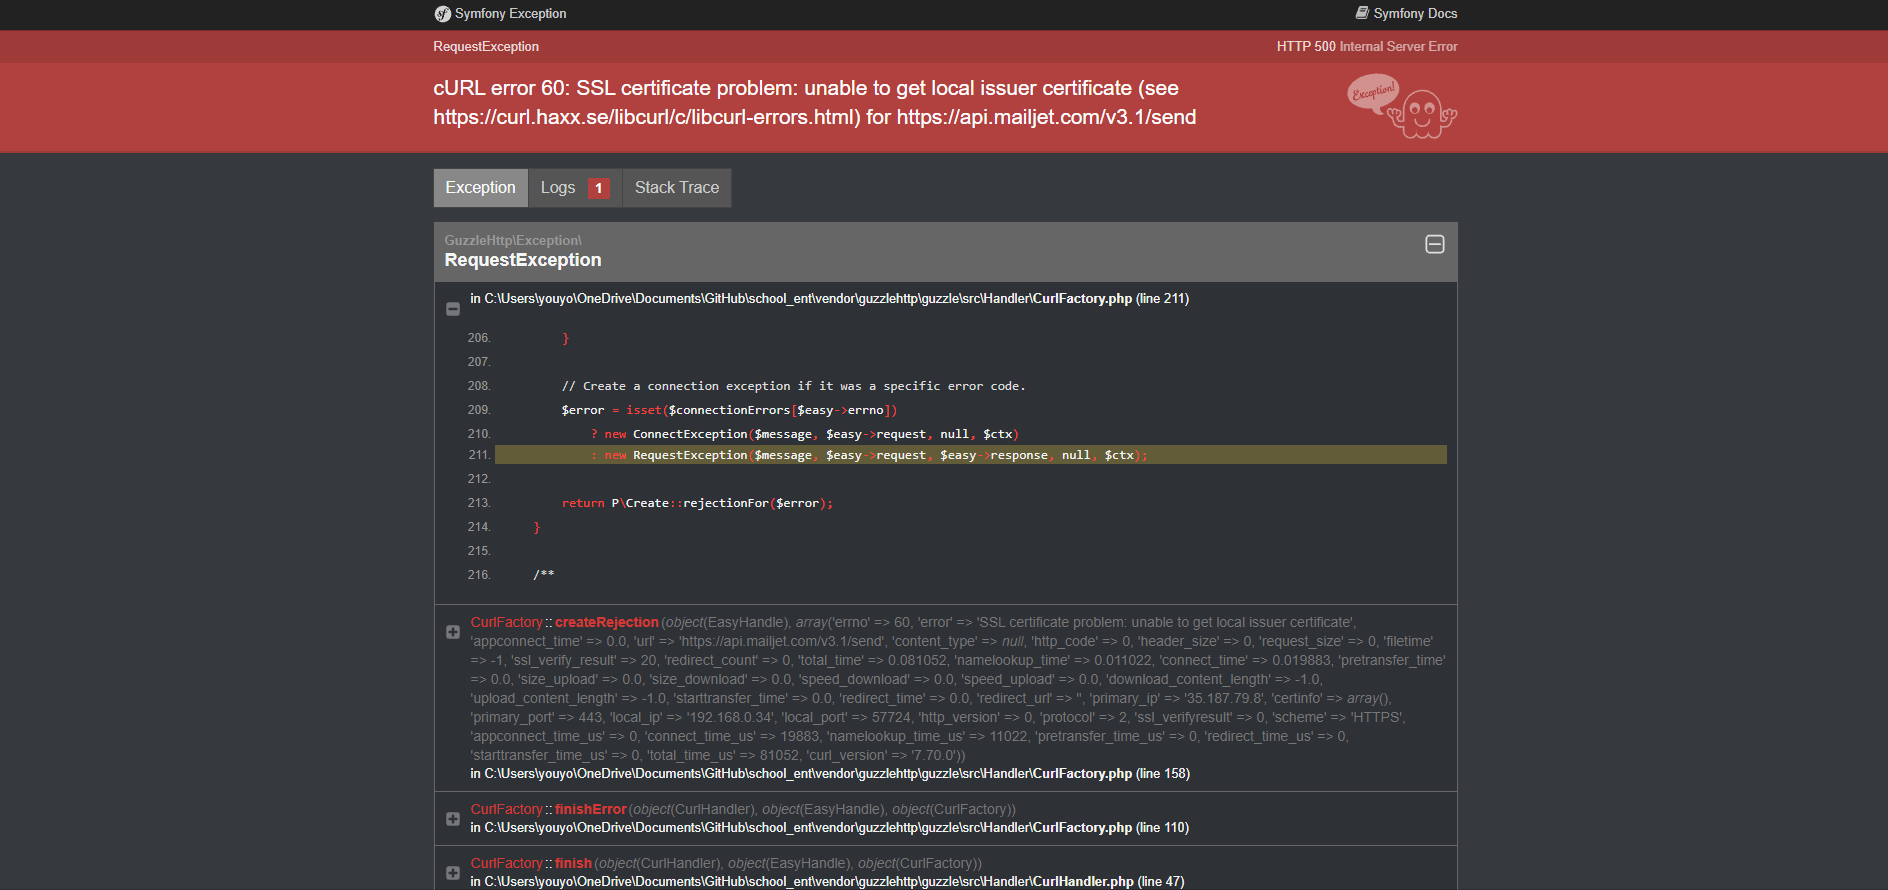 Symfony Exception
Symfony Docs
RequestException
HTTP 500 Internal Server Error
cURL error 60: SSL certificate problem: unable to get local issuer certificate (see
https://curl.haxx.se/libcurl/c/libcurl-errors.html) for https://api.mailjet.com/v3.1/send
Exception!
Exception
Logs 1
Stack Trace
GuzzleHttp\Exception\
RequestException
in C:\Users\youyo\OneDrive\Documents\GitHub\school_ent\vendor\guzzlehttp\guzzle\src\Handler\CurlFactory.php (line 211)
206. }
207.
208. // Create a connection exception if it was a specific error code.
209. $error = isset($connectionErrors[$easy->errno])
210. ? new ConnectException($message, $easy->request, null, $ctx)
211. : new RequestException($message, $easy->request, $easy->response, null, $ctx);
212.
213. return P\Create::rejectionFor($error);
214. }
215.
216. /**
CurlFactory::createRejection(object(EasyHandle), array('errno' => 60, 'error' => 'SSL certificate problem: unable to get local issuer certificate',
'appconnect_time' => 0.0, 'url' => 'https://api.mailjet.com/v3.1/send', 'content_type' => null, 'http_code' => 0, 'header_size' => 0, 'request_size' => 0, 'filetime'
=> -1, 'ssl_verify_result' => 20, 'redirect_count' => 0, 'total_time' => 0.081052, 'namelookup_time' => 0.011022, 'connect_time' => 0.019883, 'pretransfer_time'
=> 0.0, 'size_upload' => 0.0, 'size_download' => 0.0, 'speed_download' => 0.0, 'speed_upload' => 0.0, 'download_content_length' => -1.0,
'upload_content_length' => -1.0, 'starttransfer_time' => 0.0, 'redirect_time' => 0.0, 'redirect_url' => '', 'primary_ip' => '35.187.79.8', 'certinfo' => array(),
'primary_port' => 443, 'local_ip' => '192.168.0.34', 'local_port' => 57724, 'http_version' => 0, 'protocol' => 2, 'ssl_verifyresult' => 0, 'scheme' => 'HTTPS',
'appconnect_time_us' => 0, 'connect_time_us' => 19883, 'namelookup_time_us' => 11022, 'pretransfer_time_us' => 0, 'redirect_time_us' => 0,
'starttransfer_time_us' => 0, 'total_time_us' => 81052, 'curl_version' => '7.70.0'))
in C:\Users\youyo\OneDrive\Documents\GitHub\school_ent\vendor\guzzlehttp\guzzle\src\Handler\CurlFactory.php (line 158)
CurlFactory::finishError(object(CurlHandler), object(EasyHandle), object(CurlFactory))
in C:\Users\youyo\OneDrive\Documents\GitHub\school_ent\vendor\guzzlehttp\guzzle\src\Handler\CurlFactory.php (line 110)
CurlFactory::finish(object(CurlHandler), object(EasyHandle), object(CurlFactory))
in C:\Users\youyo\OneDrive\Documents\GitHub\school_ent\vendor\guzzlehttp\guzzle\src\Handler\CurlHandler.php (line 47)